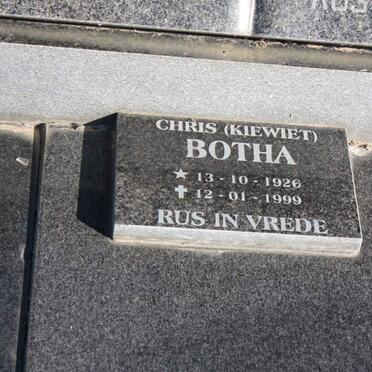 CHRIS (KIEWIET)
BOTHA
★ 13 - 10 - 1926
✝ 12 - 01 - 1999
RUS IN VREDE